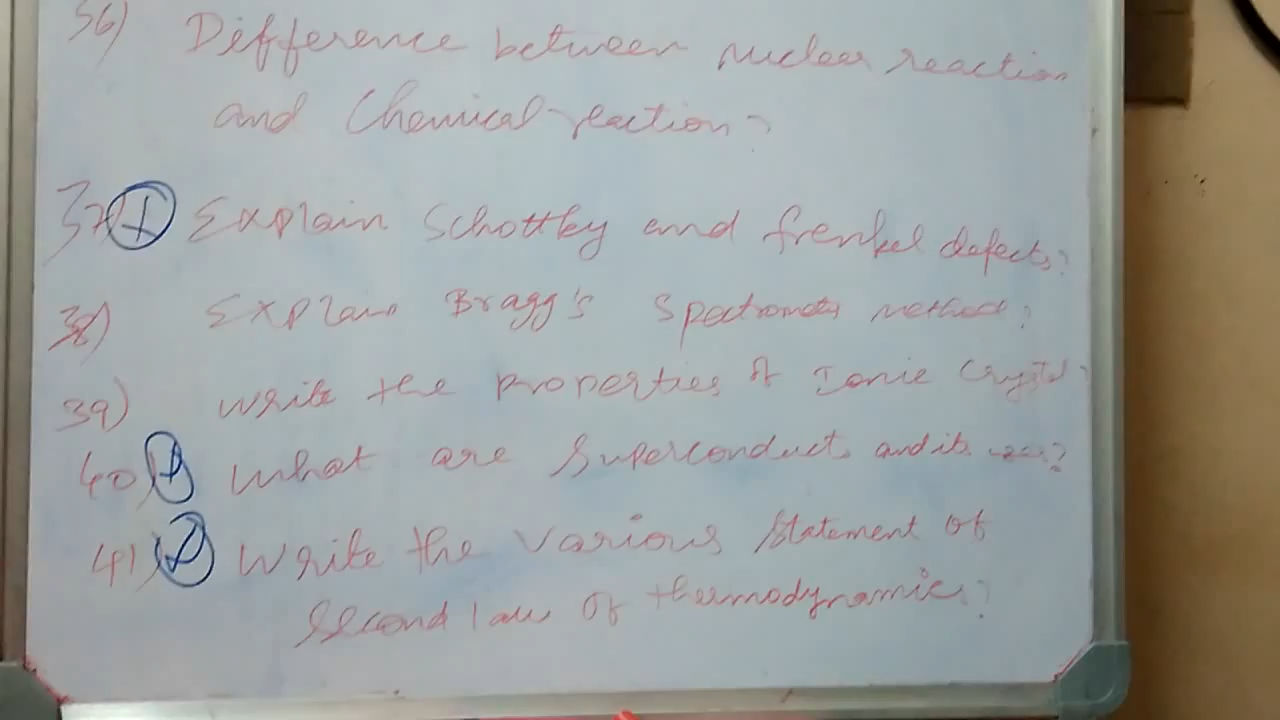 36) Difference between nuclear reaction
and Chemical reaction?
37) 1 Explain Schottky and frenkel defects?
38) Explain Bragg's Spectrometer method?
39) Write the Properties of Ionic Crystal?
40) What are Superconductors and its uses?
41) Write the Various Statement of
Second law of thermodynamics?